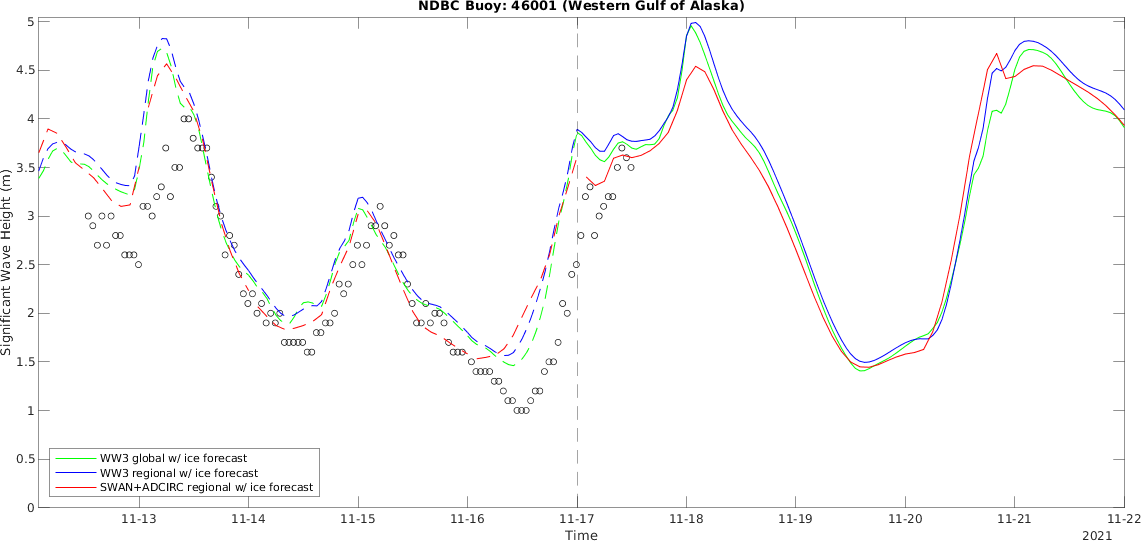 NDBC Buoy: 46001 (Western Gulf of Alaska)
Significant Wave Height (m)
5
4.5
4
3.5
3
2.5
2
1.5
1
0.5
0
WW3 global w/ ice forecast
WW3 regional w/ ice forecast
SWAN+ADCIRC regional w/ ice forecast
11-13 11-14 11-15 11-16 11-17 11-18 11-19 11-20 11-21 11-22
Time
2021